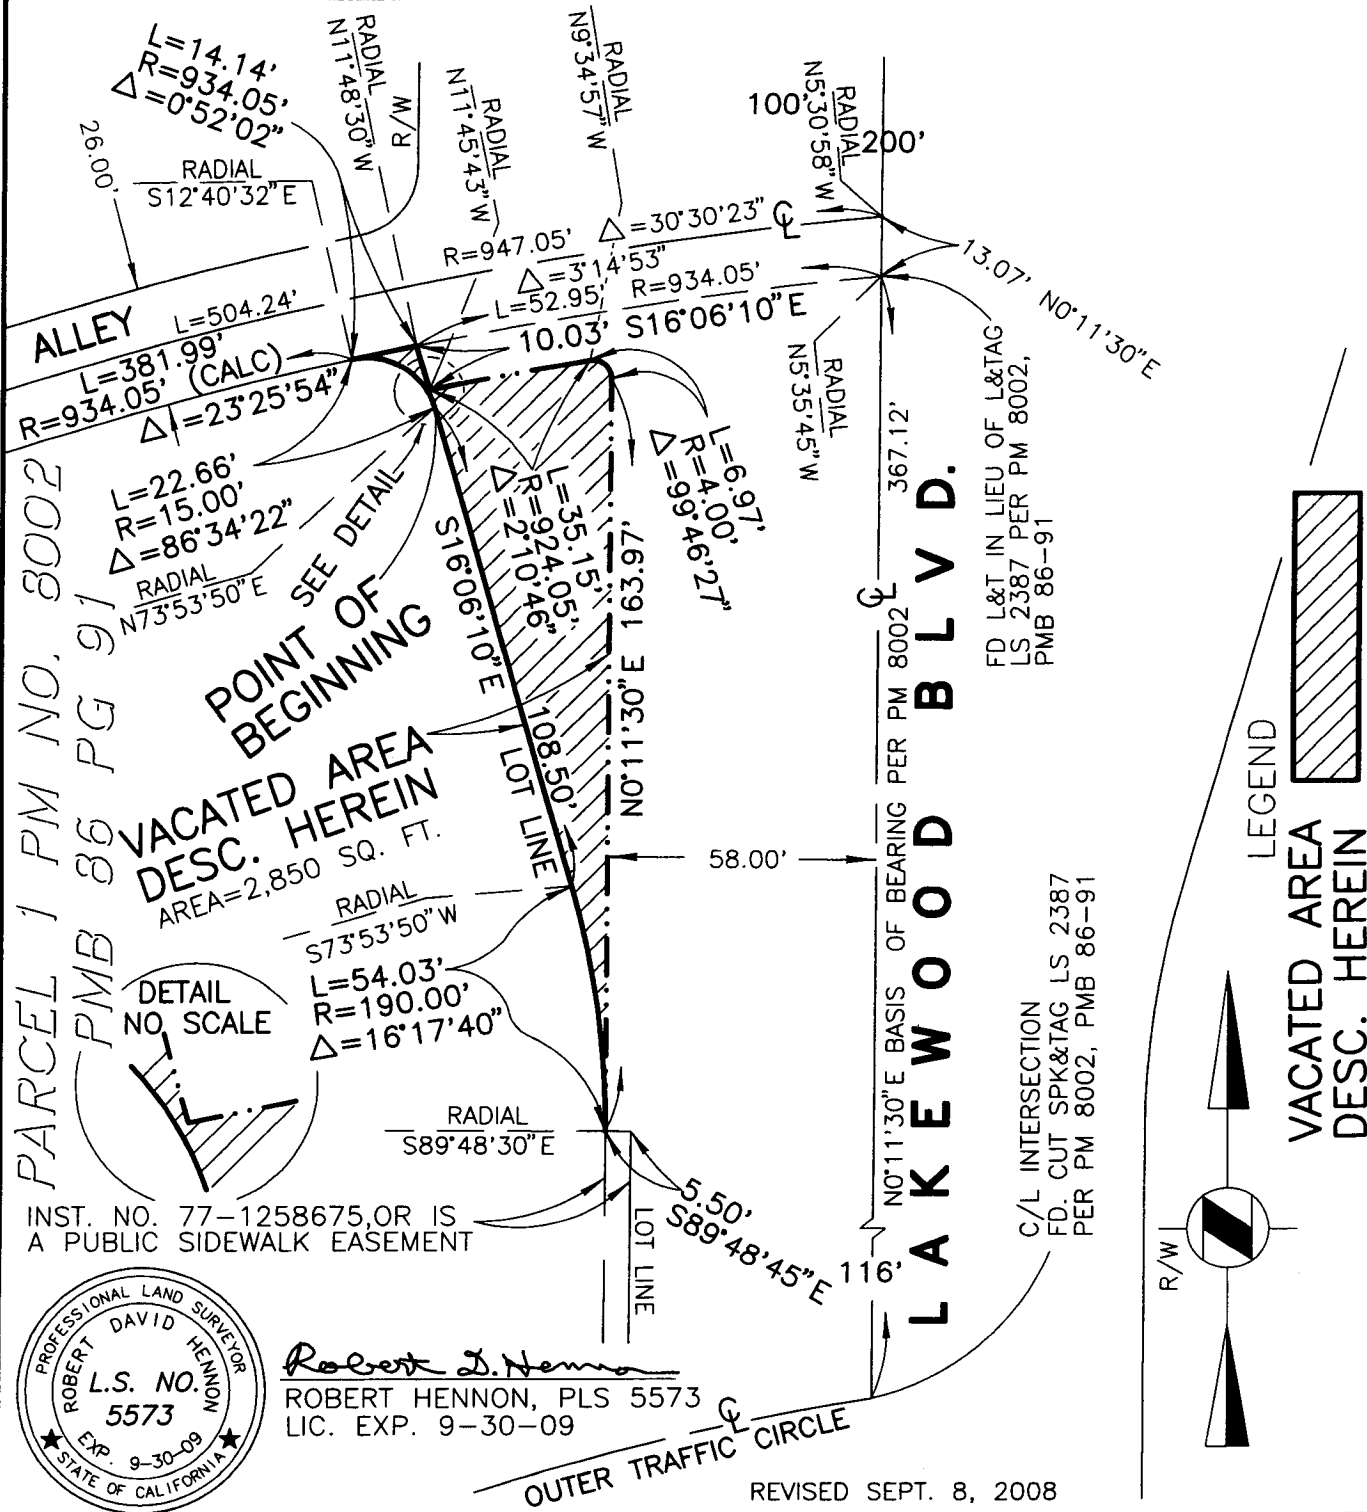 L=14.14'
R=934.05'
Δ=0°52'02"
RADIAL
N11°48'30"W
R/W
RADIAL
N11°45'43"W
RADIAL
N9°34'57"W
RADIAL
N5°30'58"W
100'
200'
26.00'
RADIAL
S12°40'32"E
R=947.05'
Δ=30°30'23"
℄
Δ=3°14'53"
L=52.95'
R=934.05'
10.03' S16°06'10"E
13.07' N0°11'30"E
ALLEY
L=504.24'
L=381.99'
R=934.05' (CALC)
Δ=23°25'54"
RADIAL
N5°35'45"W
367.12'
FD L&T IN LIEU OF L&TAG
LS 2387 PER PM 8002,
PMB 86-91
L=22.66'
R=15.00'
Δ=86°34'22"
RADIAL
N73°53'50"E
SEE DETAIL
L=35.15'
R=924.05'
Δ=2°10'46"
L=6.97'
R=4.00'
Δ=99°46'27"
POINT OF
BEGINNING
S16°06'10"E
108.50'
LOT LINE
N0°11'30"E 163.97'
PARCEL 1 PM NO. 8002
PMB 86 PG 91
VACATED AREA
DESC. HEREIN
AREA=2,850 SQ. FT.
58.00'
℄
N0°11'30"E BASIS OF BEARING PER PM 8002
LAKEWOOD BLVD.
RADIAL
S73°53'50"W
L=54.03'
R=190.00'
Δ=16°17'40"
DETAIL
NO SCALE
RADIAL
S89°48'30"E
5.50'
S89°48'45"E
LOT LINE
116'
INST. NO. 77-1258675,OR IS
A PUBLIC SIDEWALK EASEMENT
C/L INTERSECTION
FD. CUT SPK&TAG LS 2387
PER PM 8002, PMB 86-91
R/W
LEGEND
VACATED AREA
DESC. HEREIN
PROFESSIONAL LAND SURVEYOR
ROBERT DAVID HENNON
L.S. NO.
5573
EXP. 9-30-09
STATE OF CALIFORNIA
Robert D. Hennon
ROBERT HENNON, PLS 5573
LIC. EXP. 9-30-09
℄
OUTER TRAFFIC CIRCLE
REVISED SEPT. 8, 2008